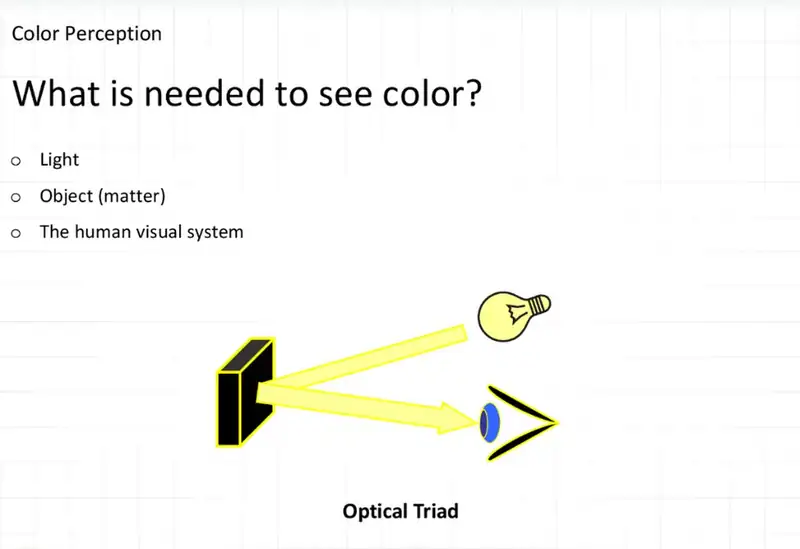 Color Perception
What is needed to see color?
Light
Object (matter)
The human visual system
Optical Triad